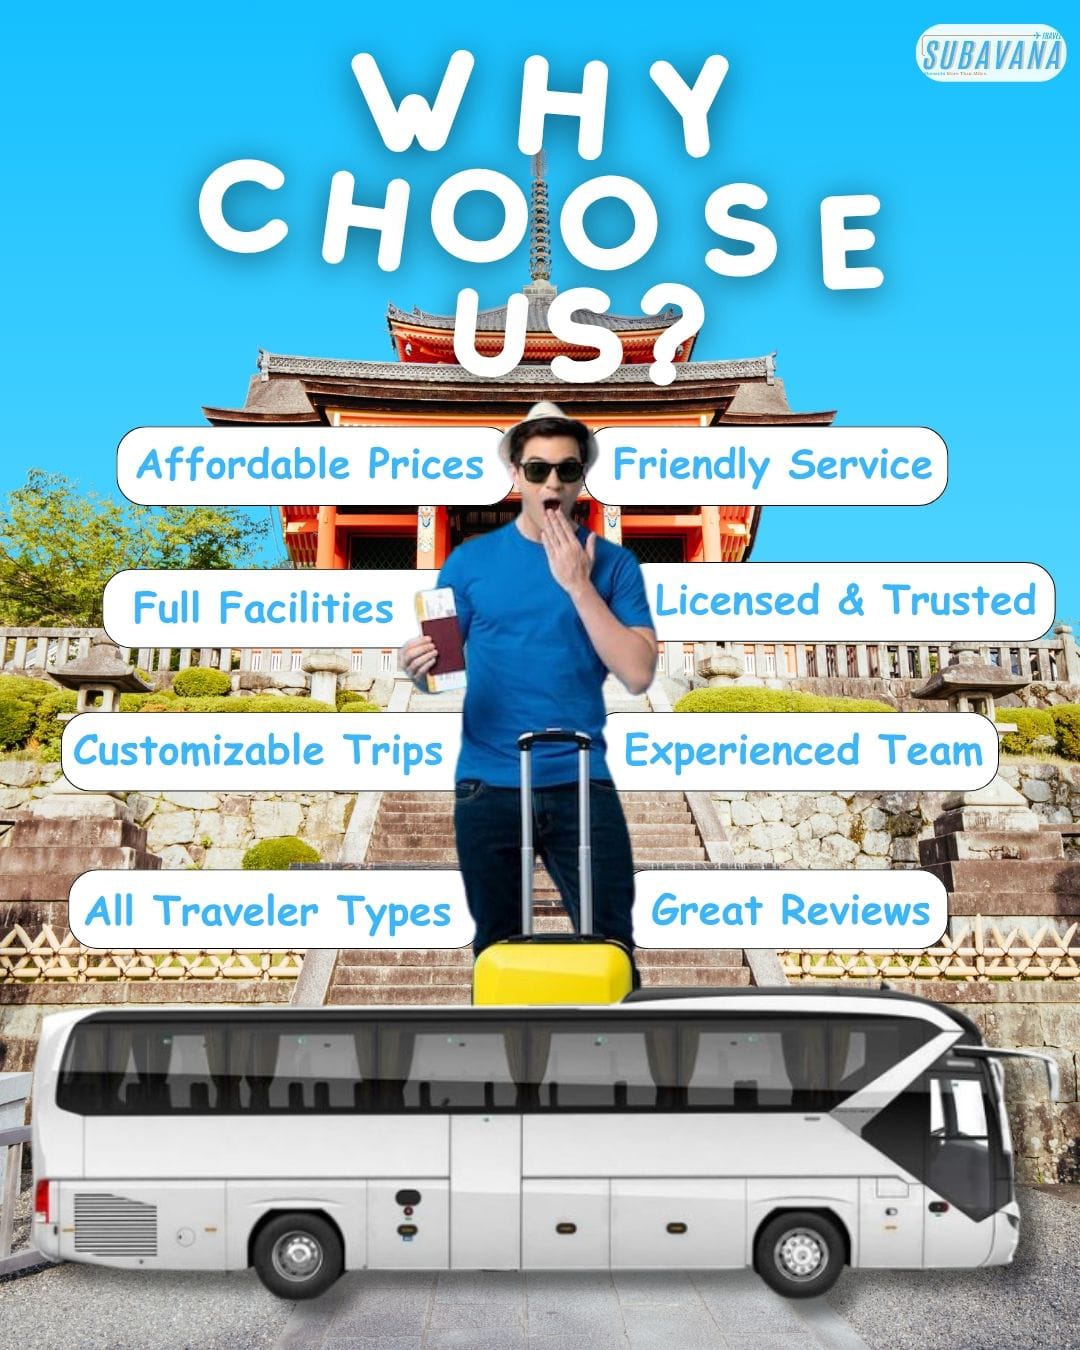 TRAVEL
SUBAVANA
WHY
CHOOSE
US?
Affordable Prices
Friendly Service
Full Facilities
Licensed & Trusted
Customizable Trips
Experienced Team
All Traveler Types
Great Reviews